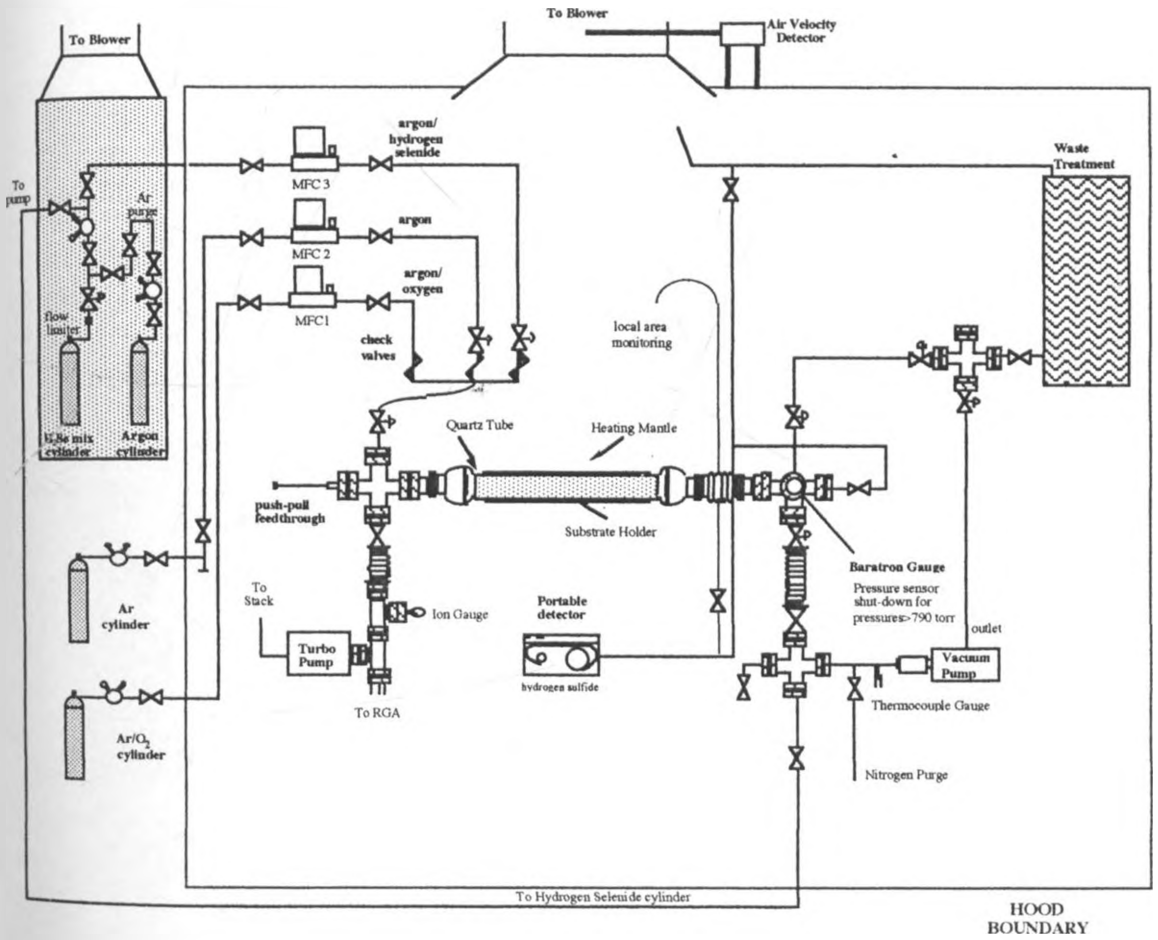 To Blower
To Blower
Air Velocity
Detector
argon/
hydrogen
selenide
Waste
Treatment
To
pump
Ar
purge
MFC 3
argon
MFC 2
argon/
oxygen
MFC1
flow
limiter
check
valves
local area
monitoring
mix
cylinder
Argon
cylinder
Quartz Tube
Heating Mantle
push-pull
feedthrough
Substrate Holder
Baratron Gauge
Pressure sensor
shut-down for
pressures>790 torr
To
Stack
Ion Gauge
Portable
detector
Ar
cylinder
Turbo
Pump
outlet
Vacuum
Pump
hydrogen sulfide
To RGA
Thermocouple Gauge
Ar/O2
cylinder
Nitrogen Purge
To Hydrogen Selenide cylinder
HOOD
BOUNDARY